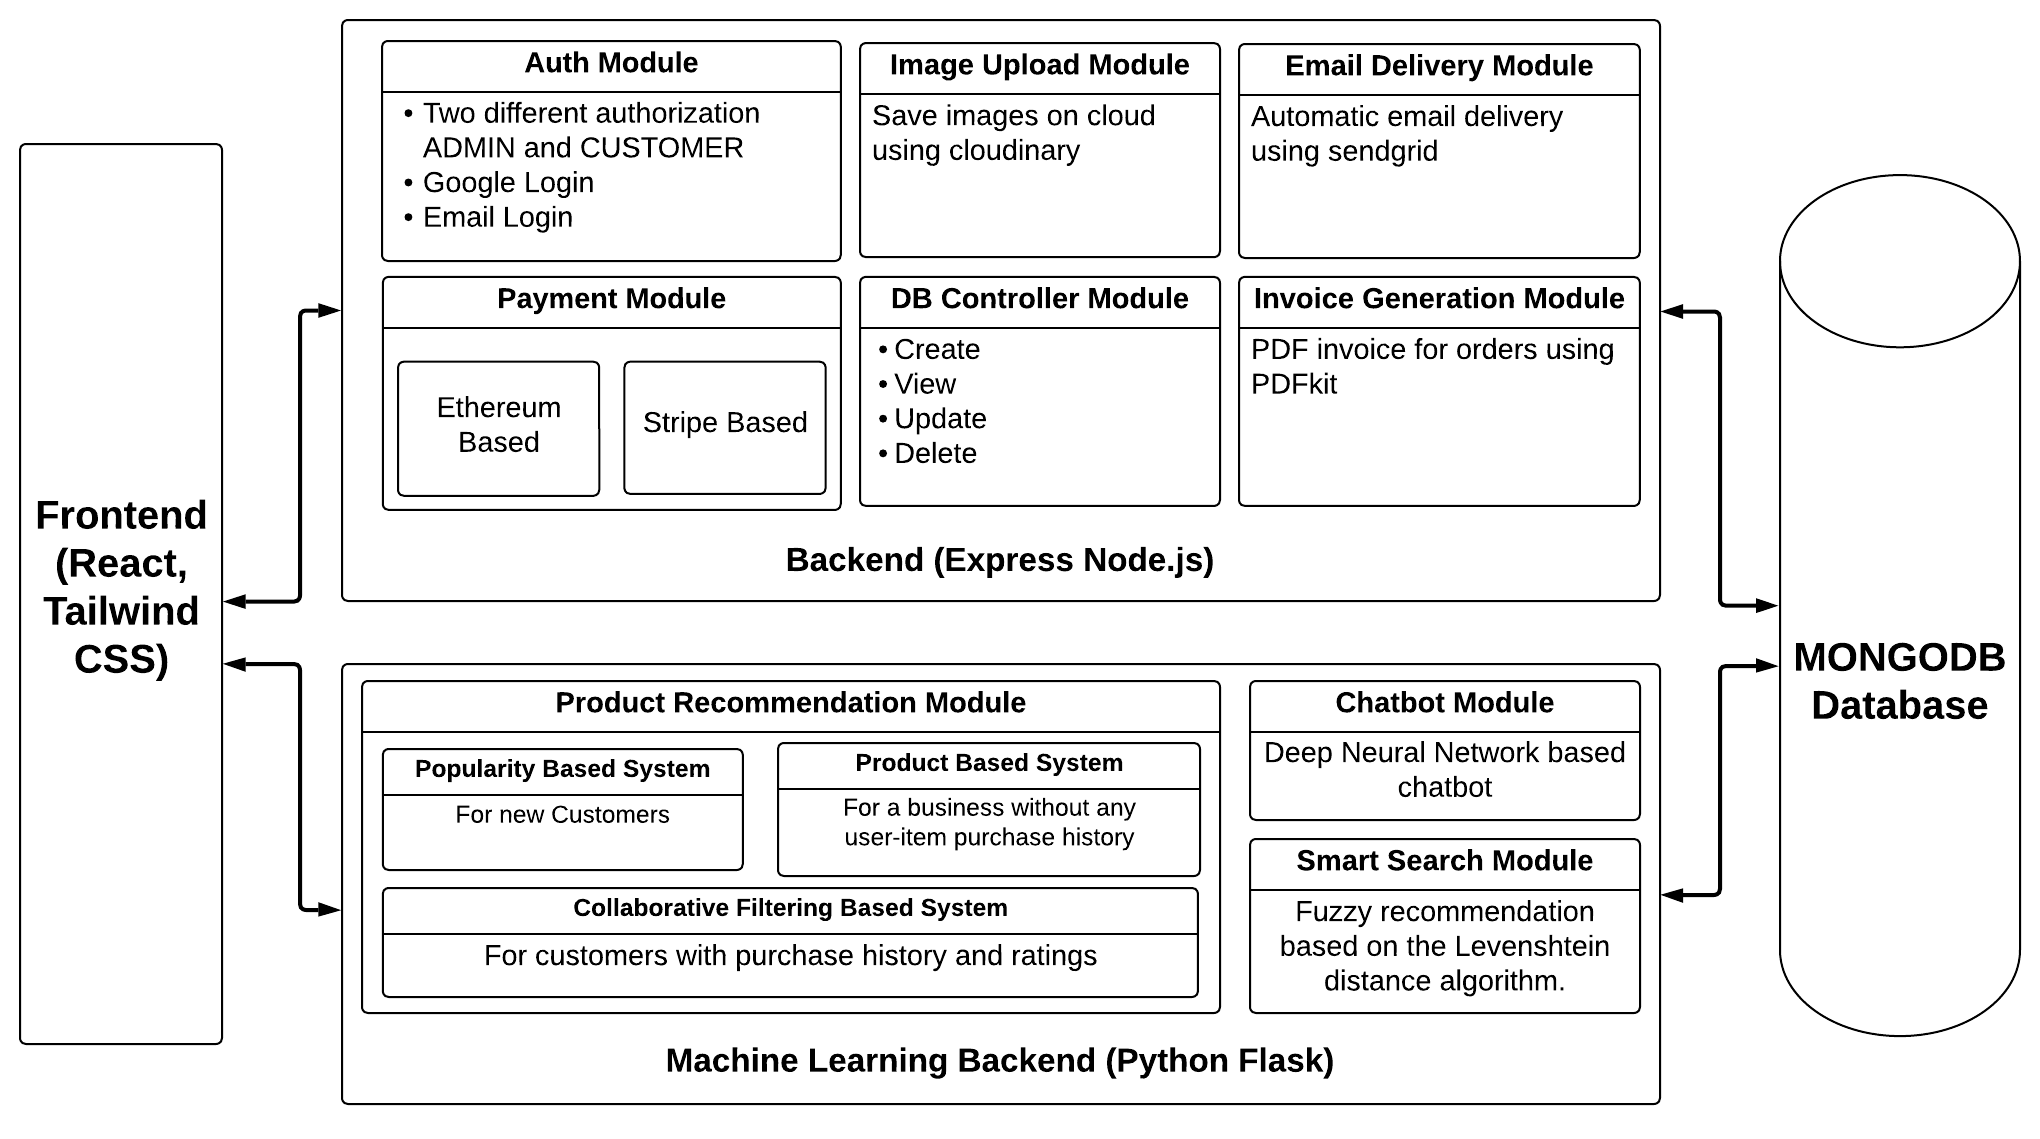 Frontend
(React,
Tailwind
CSS)
Auth Module
• Two different authorization
ADMIN and CUSTOMER
• Google Login
• Email Login
Image Upload Module
Save images on cloud
using cloudinary
Email Delivery Module
Automatic email delivery
using sendgrid
Payment Module
Ethereum
Based
Stripe Based
DB Controller Module
• Create
• View
• Update
• Delete
Invoice Generation Module
PDF invoice for orders using
PDFkit
Backend (Express Node.js)
Product Recommendation Module
Popularity Based System
For new Customers
Product Based System
For a business without any
user-item purchase history
Collaborative Filtering Based System
For customers with purchase history and ratings
Chatbot Module
Deep Neural Network based
chatbot
Smart Search Module
Fuzzy recommendation
based on the Levenshtein
distance algorithm.
Machine Learning Backend (Python Flask)
MONGODB
Database